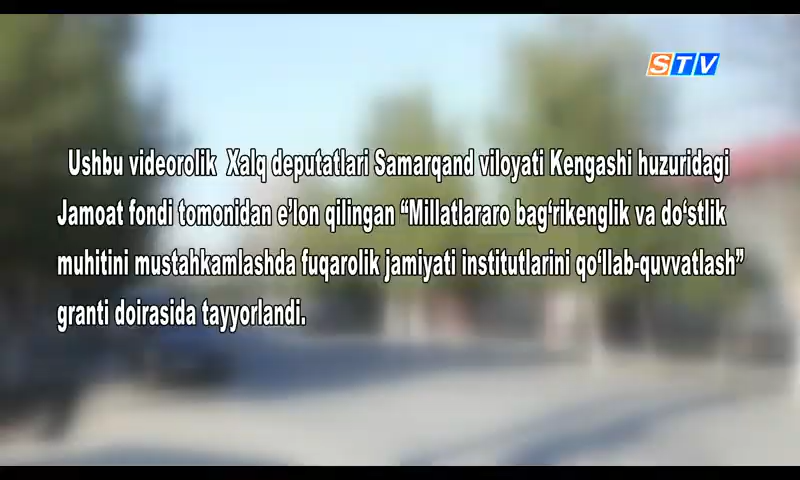 STV
Ushbu videorolik Xalq deputatlari Samarqand viloyati Kengashi huzuridagi
Jamoat fondi tomonidan e’lon qilingan “Millatlararo bag‘rikenglik va do‘stlik
muhitini mustahkamlashda fuqarolik jamiyati institutlarini qo‘llab-quvvatlash”
granti doirasida tayyorlandi.